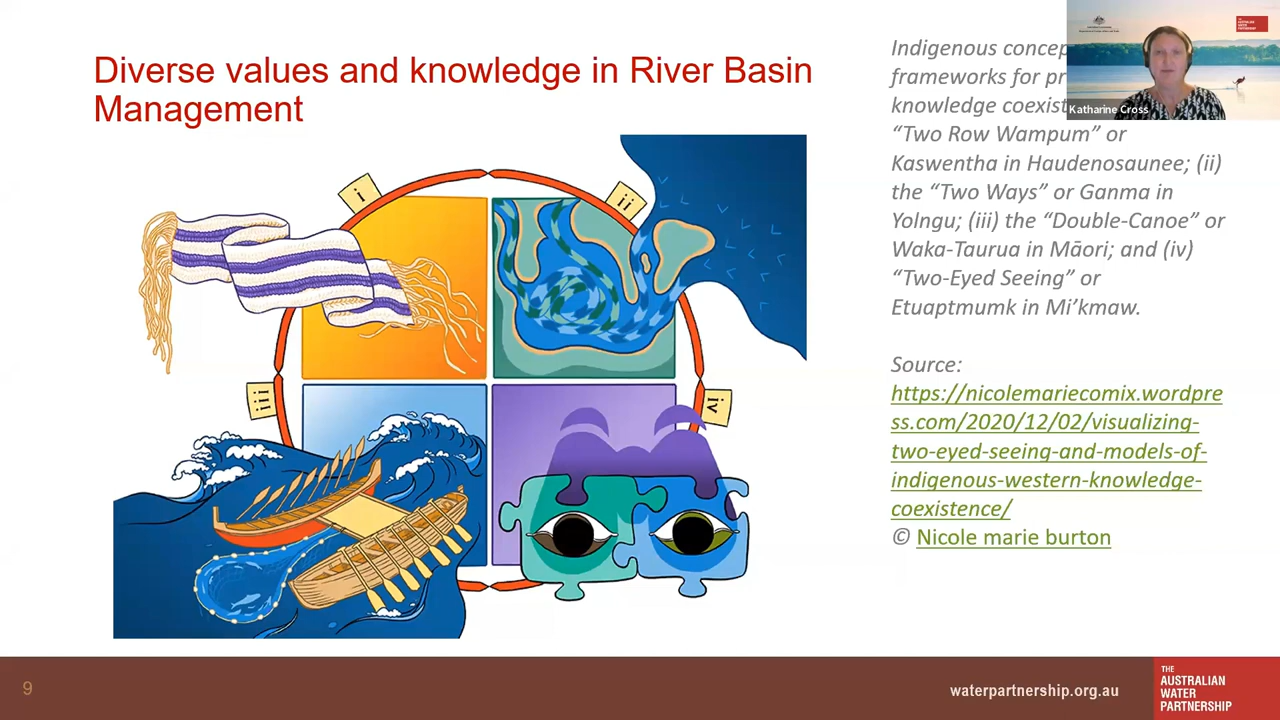 Diverse values and knowledge in River Basin
Management
i
ii
iii
iv
Indigenous
frameworks for
knowledge
“Two Row Wampum” or
Kaswentha in Haudenosaunee; (ii)
the “Two Ways” or Ganma in
Yolngu; (iii) the “Double-Canoe” or
Waka-Taurua in Māori; and (iv)
“Two-Eyed Seeing” or
Etuaptmumk in Mi’kmaw.
Source:
https://nicolemariecomix.wordpre
ss.com/2020/12/02/visualizing-
two-eyed-seeing-and-models-of-
indigenous-western-knowledge-
coexistence/
© Nicole marie burton
Katharine Cross
9
waterpartnership.org.au
THE
AUSTRALIAN
WATER
PARTNERSHIP